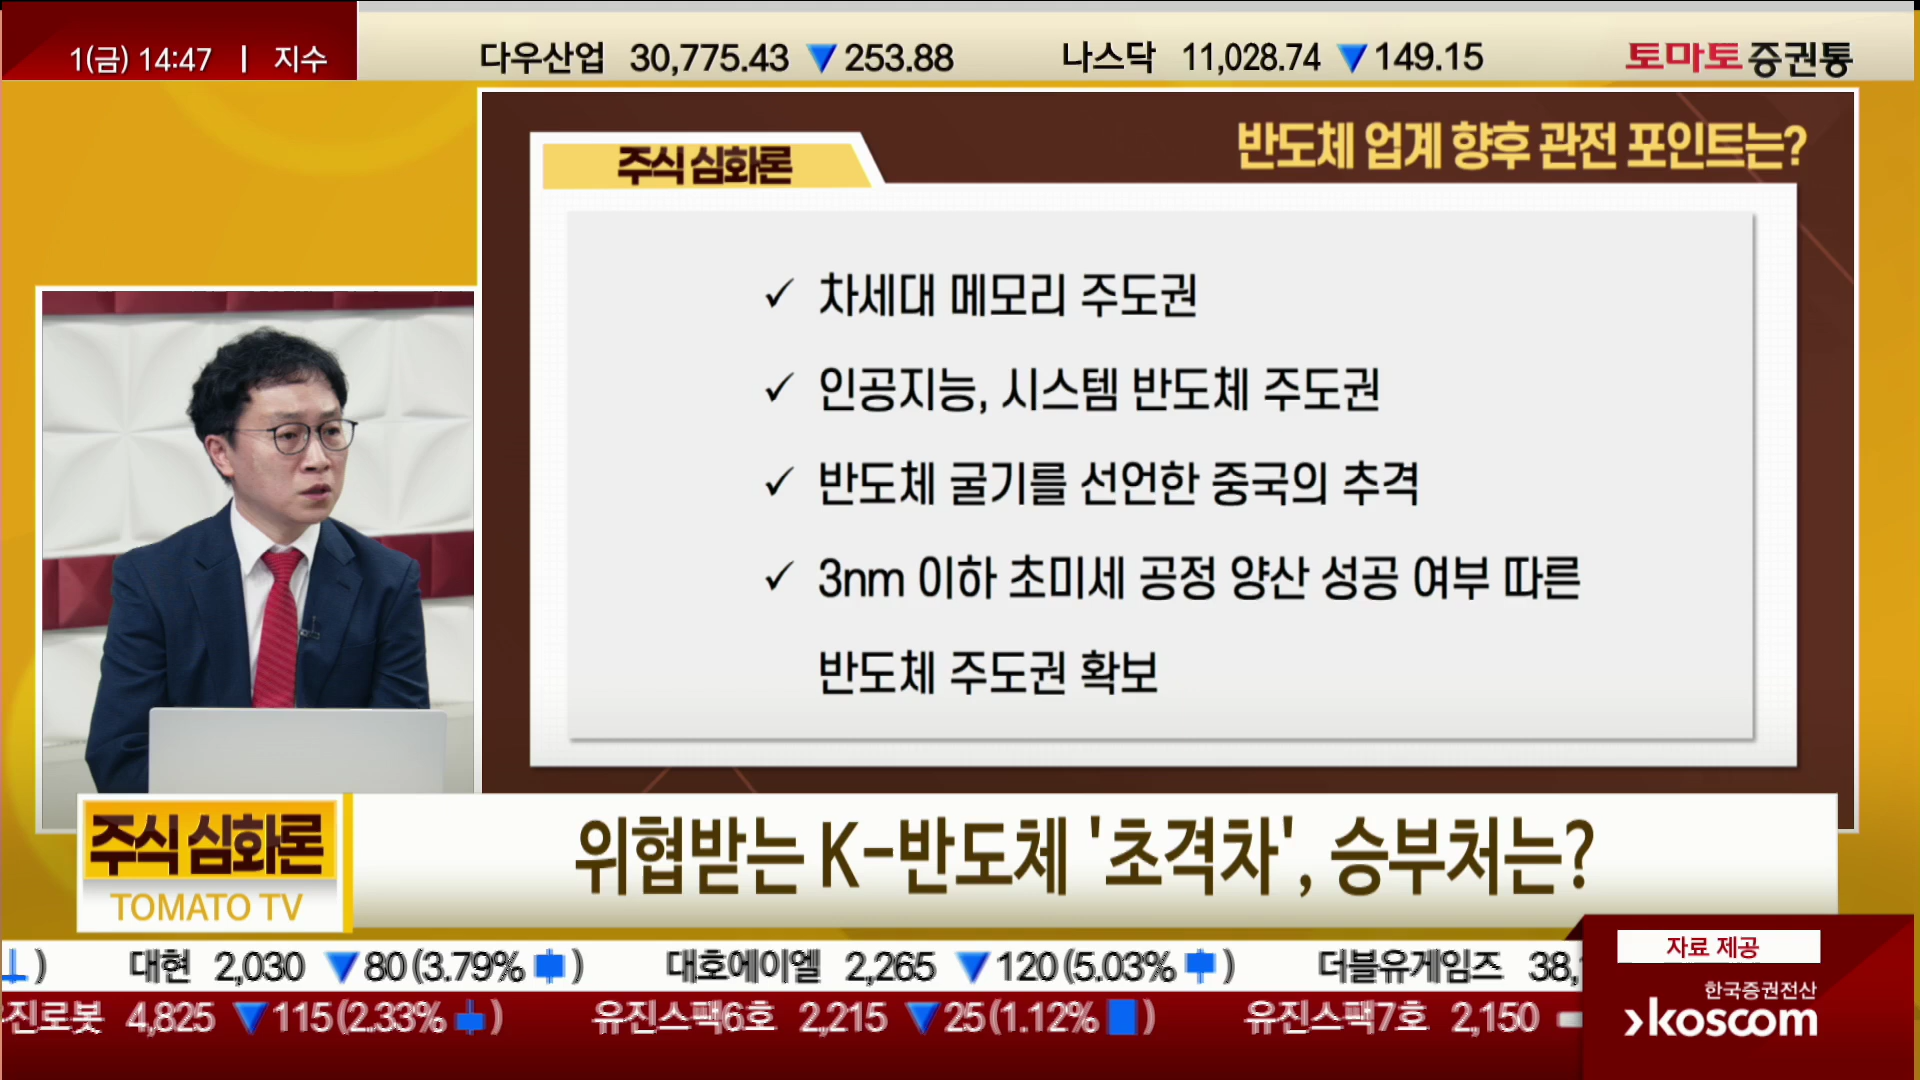 1(금) 14:47 | 지수
다우산업 30,775.43 ▼ 253.88
나스닥 11,028.74 ▼ 149.15
토마토증권통
반도체 업계 향후 관전 포인트는?
주식 심화론
✓ 차세대 메모리 주도권
✓ 인공지능, 시스템 반도체 주도권
✓ 반도체 굴기를 선언한 중국의 추격
✓ 3nm 이하 초미세 공정 양산 성공 여부 따른
반도체 주도권 확보
주식 심화론
TOMATO TV
위협받는 K-반도체 '초격차', 승부처는?
) 대현 2,030 ▼80(3.79% ) 대호에이엘 2,265 ▼120(5.03% ) 더블유게임즈 38,
진로봇 4,825 ▼115(2.33% ) 유진스팩6호 2,215 ▼25(1.12% ) 유진스팩7호 2,150
자료 제공
한국증권전산
koscom